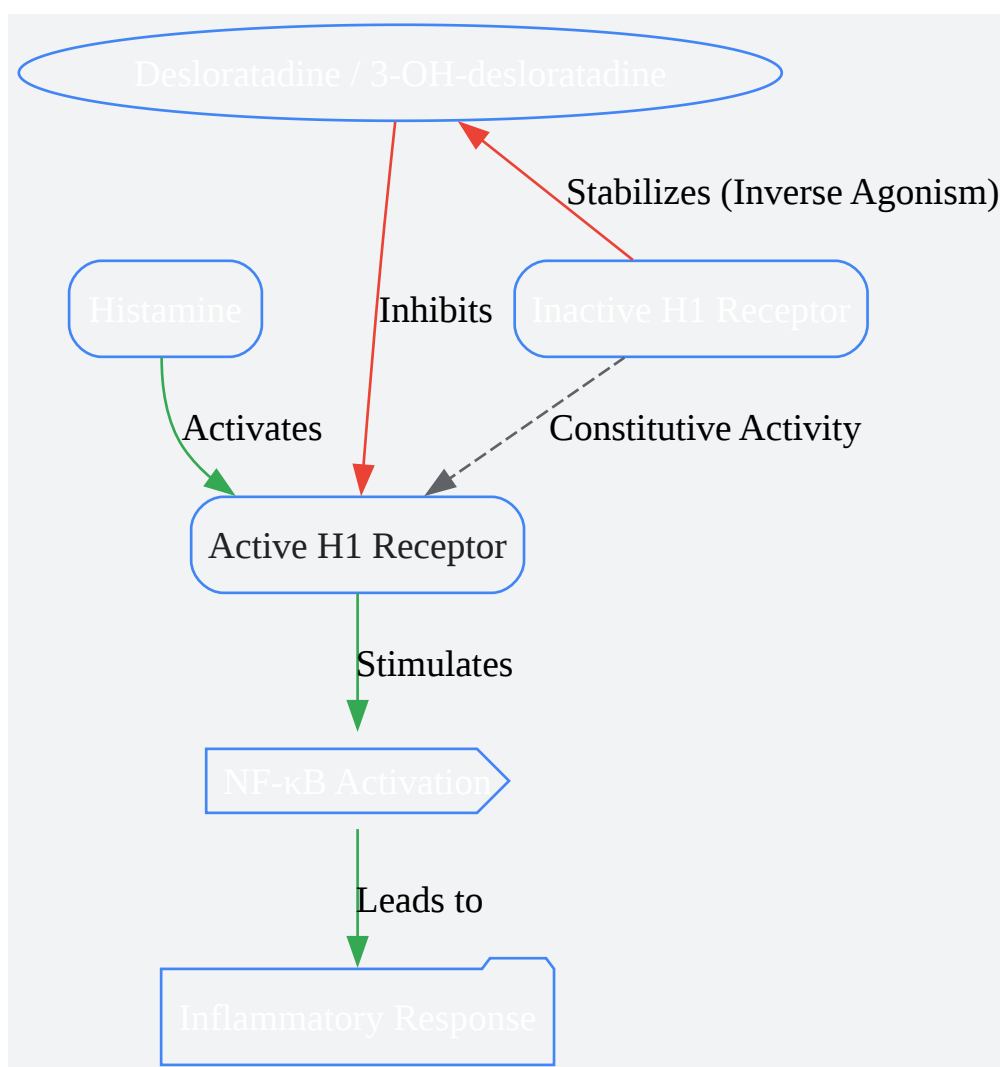 Desloratadine / 3-OH-desloratadine
Stabilizes (Inverse Agonism)
Histamine
Inhibits
Inactive H1 Receptor
Activates
Constitutive Activity
Active H1 Receptor
Stimulates
NF-κB Activation
Leads to
Inflammatory Response